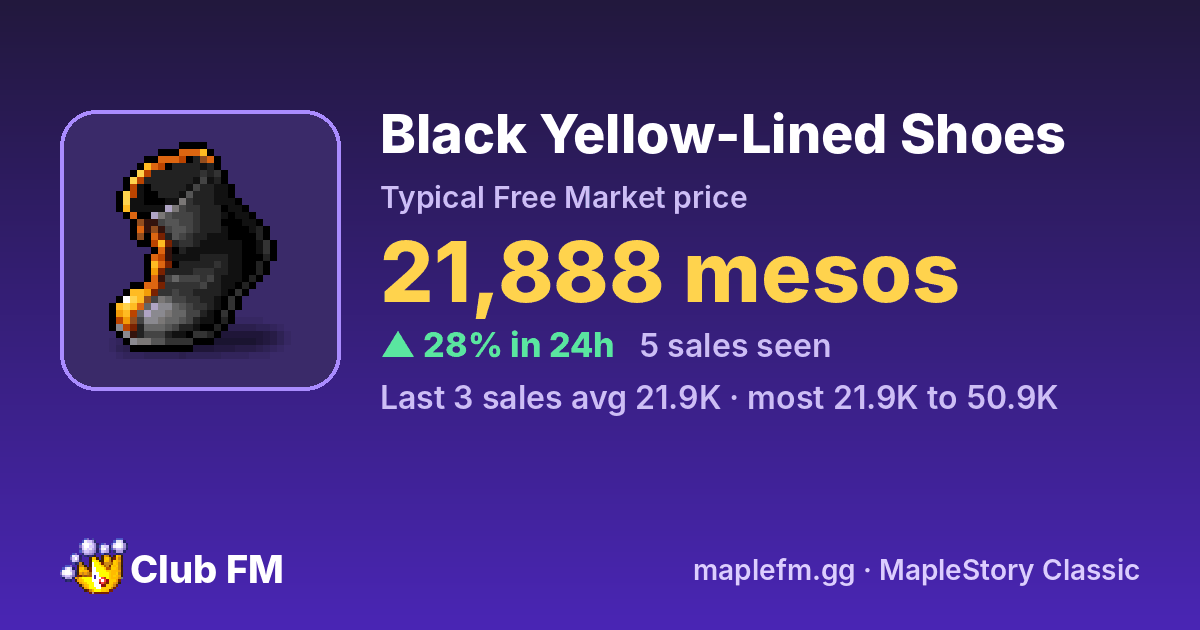 Black Yellow-Lined Shoes
Typical Free Market price
21,888 mesos
▲ 28% in 24h 5 sales seen
Last 3 sales avg 21.9K · most 21.9K to 50.9K
Club FM
maplefm.gg · MapleStory Classic